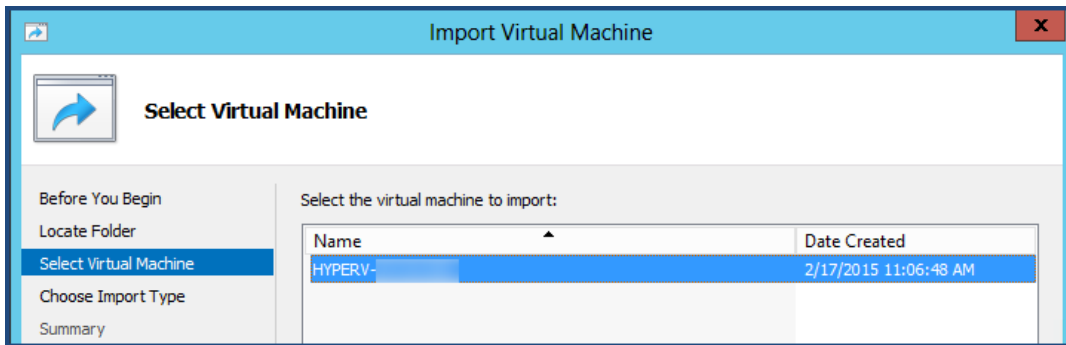 Import Virtual Machine
x
Select Virtual Machine
Before You Begin
Locate Folder
Select Virtual Machine
Choose Import Type
Summary
Select the virtual machine to import:
Name
Date Created
HYPERV-
2/17/2015 11:06:48 AM